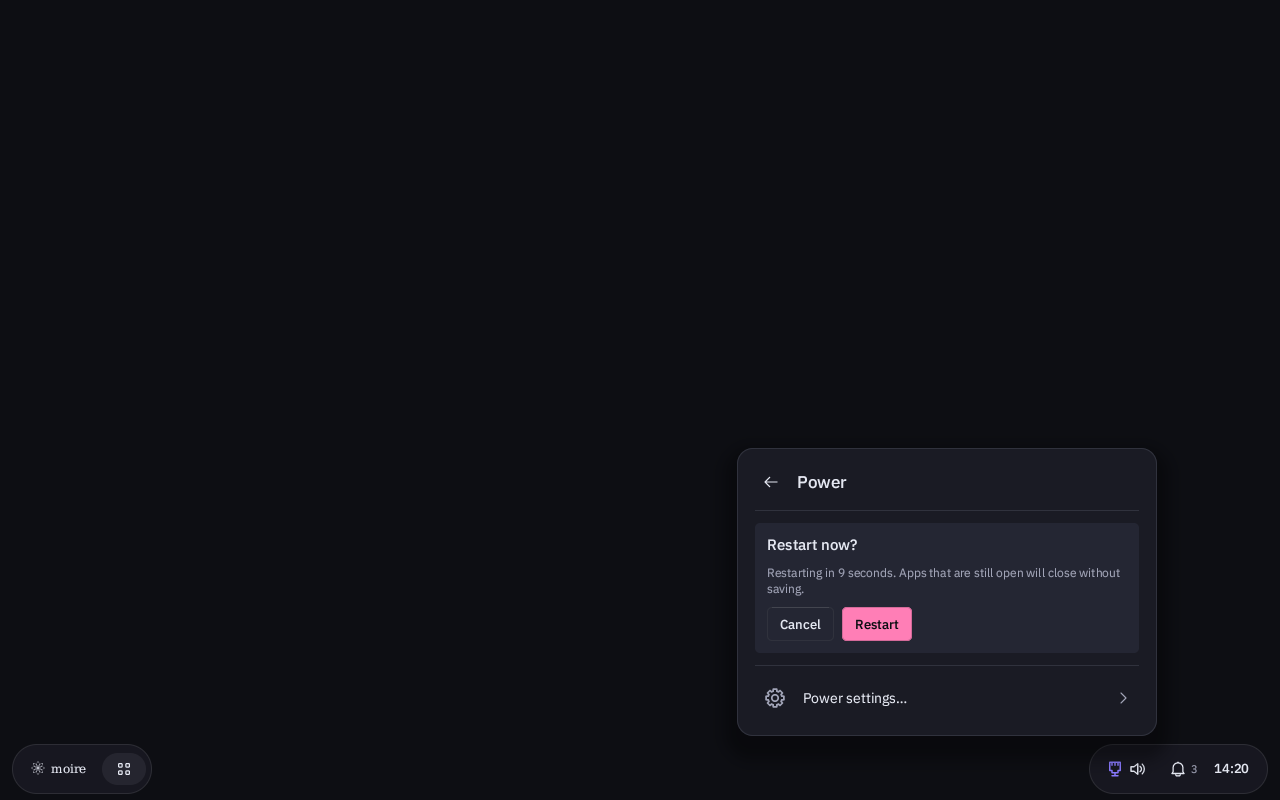 Power
Restart now?
Restarting in 9 seconds. Apps that are still open will close without
saving.
Cancel Restart
Power settings...
moire 3 14:20